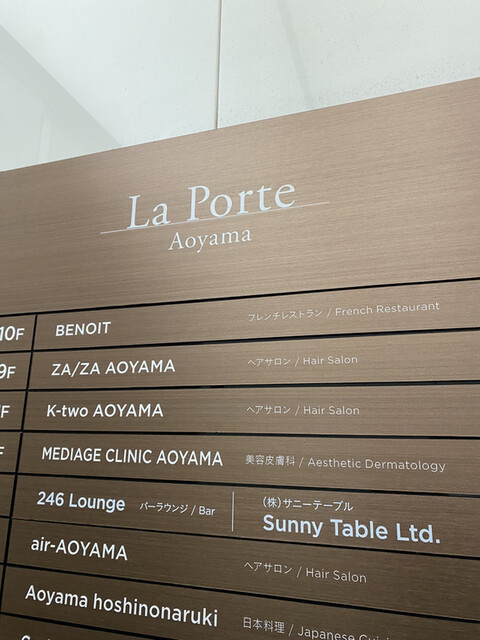 La Porte
Aoyama
10F BENOIT フレンチレストラン / French Restaurant
9F ZA/ZA AOYAMA ヘアサロン / Hair Salon
F K-two AOYAMA ヘアサロン / Hair Salon
F MEDIAGE CLINIC AOYAMA 美容皮膚科 / Aesthetic Dermatology
246 Lounge バーラウンジ / Bar (株)サニーテーブル Sunny Table Ltd.
air-AOYAMA ヘアサロン / Hair Salon
Aoyama hoshinonaruki 日本料理 / Japanese